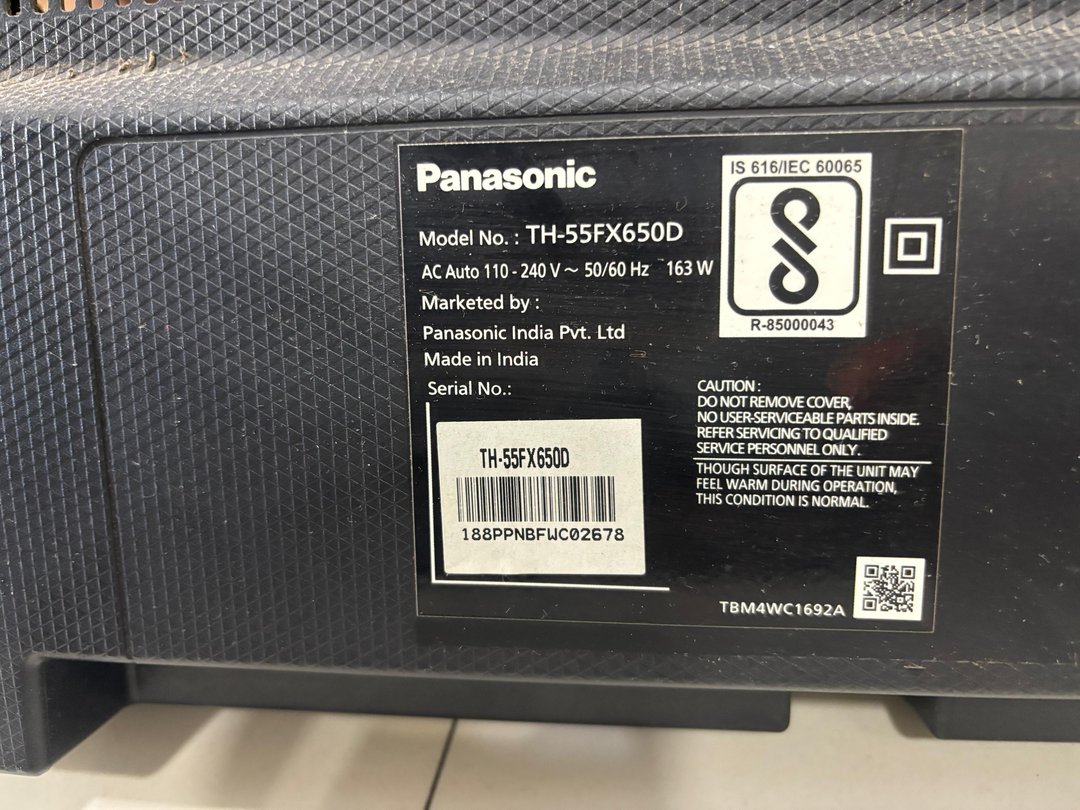 Panasonic
Model No. : TH-55FX650D
AC Auto 110 - 240 V ~ 50/60 Hz 163 W
Marketed by :
Panasonic India Pvt. Ltd
Made in India
Serial No.:
TH-55FX650D
188PPNBFWC02678
IS 616/IEC 60065
R-85000043
CAUTION :
DO NOT REMOVE COVER,
NO USER-SERVICEABLE PARTS INSIDE.
REFER SERVICING TO QUALIFIED
SERVICE PERSONNEL ONLY.
THOUGH SURFACE OF THE UNIT MAY
FEEL WARM DURING OPERATION,
THIS CONDITION IS NORMAL.
TBM4WC1692A